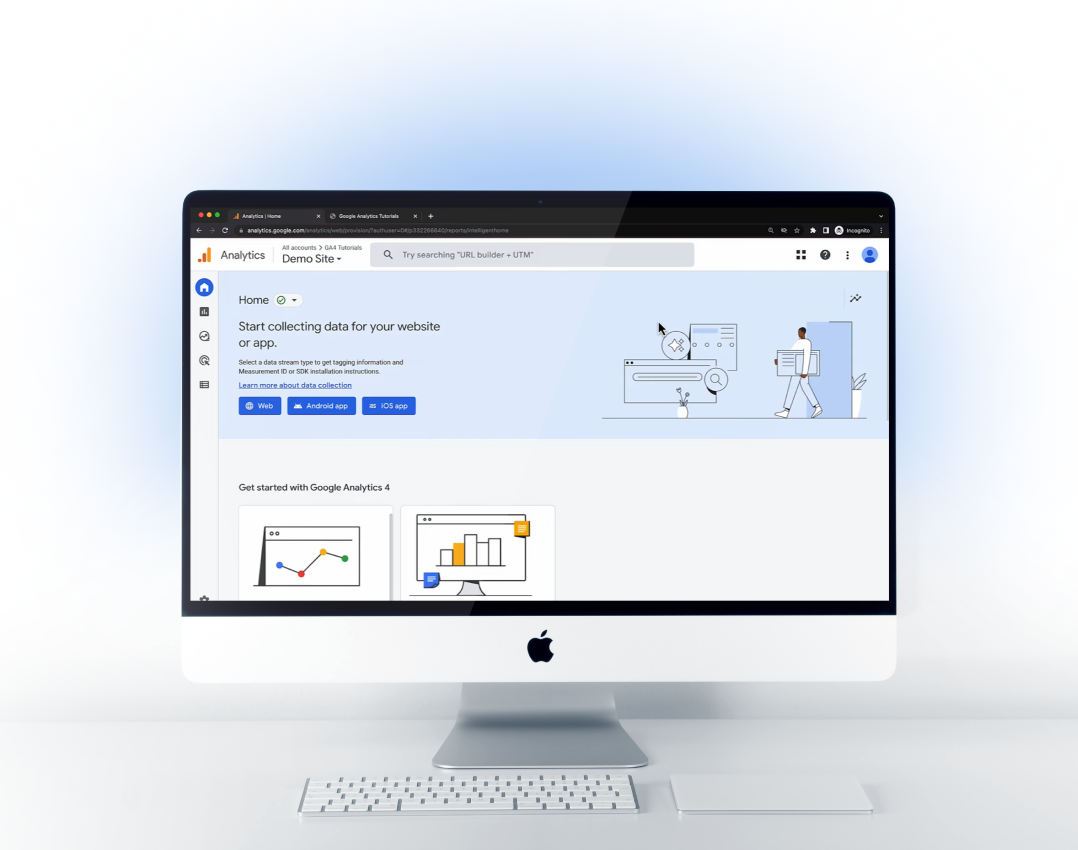 Analytics | Home
Google Analytics Tutorials
analytics.google.com/analytics/web/provision/?authuser=0#/p332266640/reports/intelligenthome
Incognito
Analytics
All accounts > GA4 Tutorials
Demo Site
Try searching "URL builder + UTM"
Home
Start collecting data for your website
or app.
Select a data stream type to get tagging information and
Measurement ID or SDK installation instructions.
Learn more about data collection
Web
Android app
iOS app
Get started with Google Analytics 4